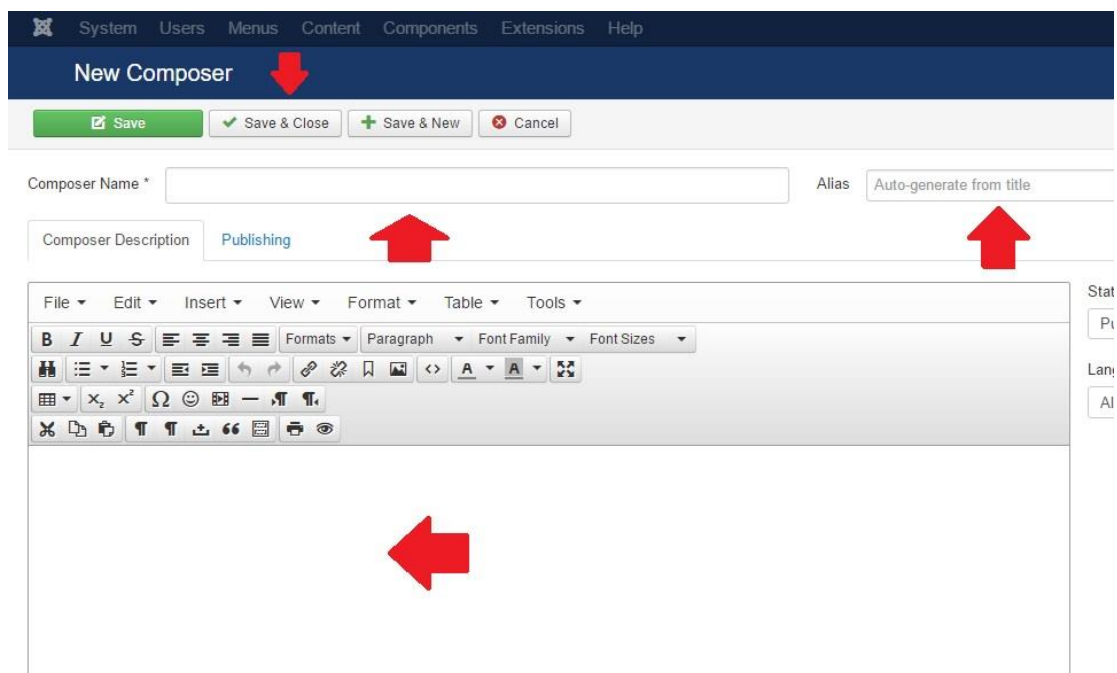 System Users Menus Content Components Extensions Help
New Composer
Save Save & Close Save & New Cancel
Composer Name * Alias Auto-generate from title
Composer Description Publishing
File Edit Insert View Format Table Tools
B I U S Formats Paragraph Font Family Font Sizes
A A
X₂ X² Ω